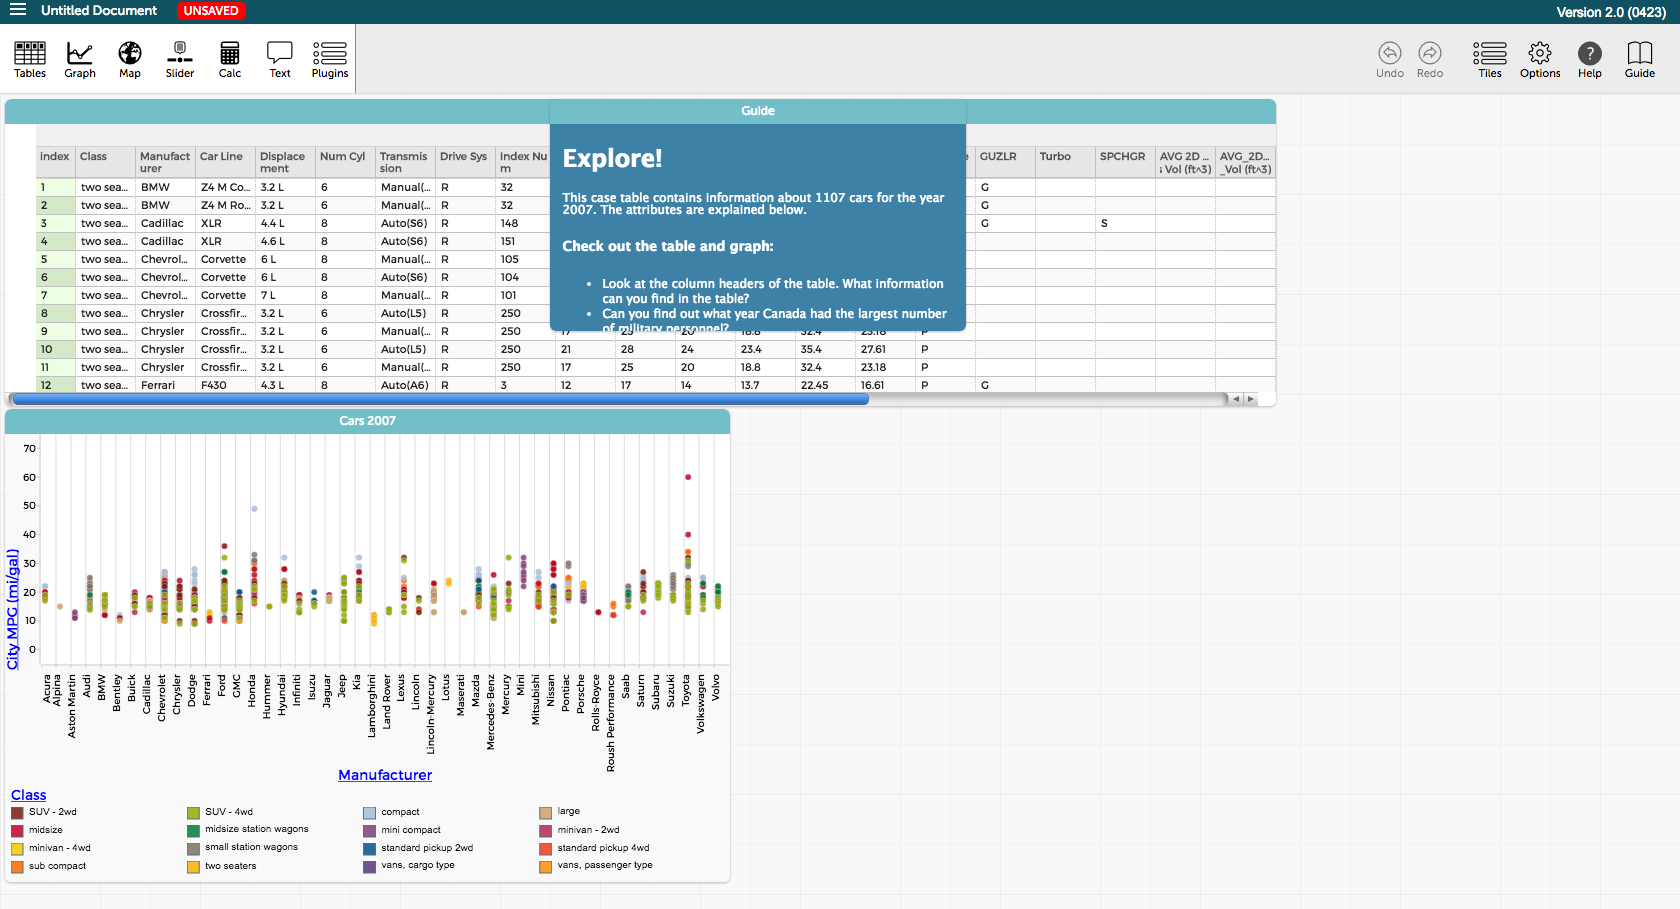 Untitled Document UNSAVED Version 2.0 (0423)
Tables Graph Map Slider Calc Text Plugins Undo Redo Tiles Options Help Guide
Guide
Explore!
This case table contains information about 1107 cars for the year
2007. The attributes are explained below.
Check out the table and graph:
• Look at the column headers of the table. What information
can you find in the table?
• Can you find out what year Canada had the largest number
of military personnel?
index Class Manufact Car Line Displace Num Cyl Transmis Drive Sys Index Nu e GUZLR Turbo SPCHGR AVG 2D ... AVG_2D...
urer ment sion m s Vol (ft^3) _Vol (ft^3)
1 two sea... BMW Z4 M Co... 3.2 L 6 Manual(... R 32 G
2 two sea... BMW Z4 M Ro... 3.2 L 6 Manual(... R 32 G
3 two sea... Cadillac XLR 4.4 L 8 Auto(S6) R 148 G S
4 two sea... Cadillac XLR 4.6 L 8 Auto(S6) R 151
5 two sea... Chevrol... Corvette 6 L 8 Manual(... R 105
6 two sea... Chevrol... Corvette 6 L 8 Auto(S6) R 104
7 two sea... Chevrol... Corvette 7 L 8 Manual(... R 101
8 two sea... Chrysler Crossfir... 3.2 L 6 Auto(L5) R 250
9 two sea... Chrysler Crossfir... 3.2 L 6 Manual(... R 250 17 25 20 18.8 32.4 23.18 P
10 two sea... Chrysler Crossfir... 3.2 L 6 Auto(L5) R 250 21 28 24 23.4 35.4 27.61 P
11 two sea... Chrysler Crossfir... 3.2 L 6 Manual(... R 250 17 25 20 18.8 32.4 23.18 P
12 two sea... Ferrari F430 4.3 L 8 Auto(A6) R 3 12 17 14 13.7 22.45 16.61 P G
Cars 2007
70
60
50
40
30
20
10
0
City MPG (mi/gal)
Acura
Alpina
Aston Martin
Audi
BMW
Bentley
Buick
Cadillac
Chevrolet
Chrysler
Dodge
Ferrari
Ford
GMC
Honda
Hummer
Hyundai
Infiniti
Isuzu
Jaguar
Jeep
Kia
Lamborghini
Land Rover
Lexus
Lincoln
Lincoln-Mercury
Lotus
Maserati
Mazda
Mercedes-Benz
Mercury
Mini
Mitsubishi
Nissan
Pontiac
Porsche
Rolls-Royce
Roush Performance
Saab
Saturn
Subaru
Suzuki
Toyota
Volkswagen
Volvo
Manufacturer
Class
SUV - 2wd SUV - 4wd compact large
midsize midsize station wagons mini compact minivan - 2wd
minivan - 4wd small station wagons standard pickup 2wd standard pickup 4wd
sub compact two seaters vans, cargo type vans, passenger type